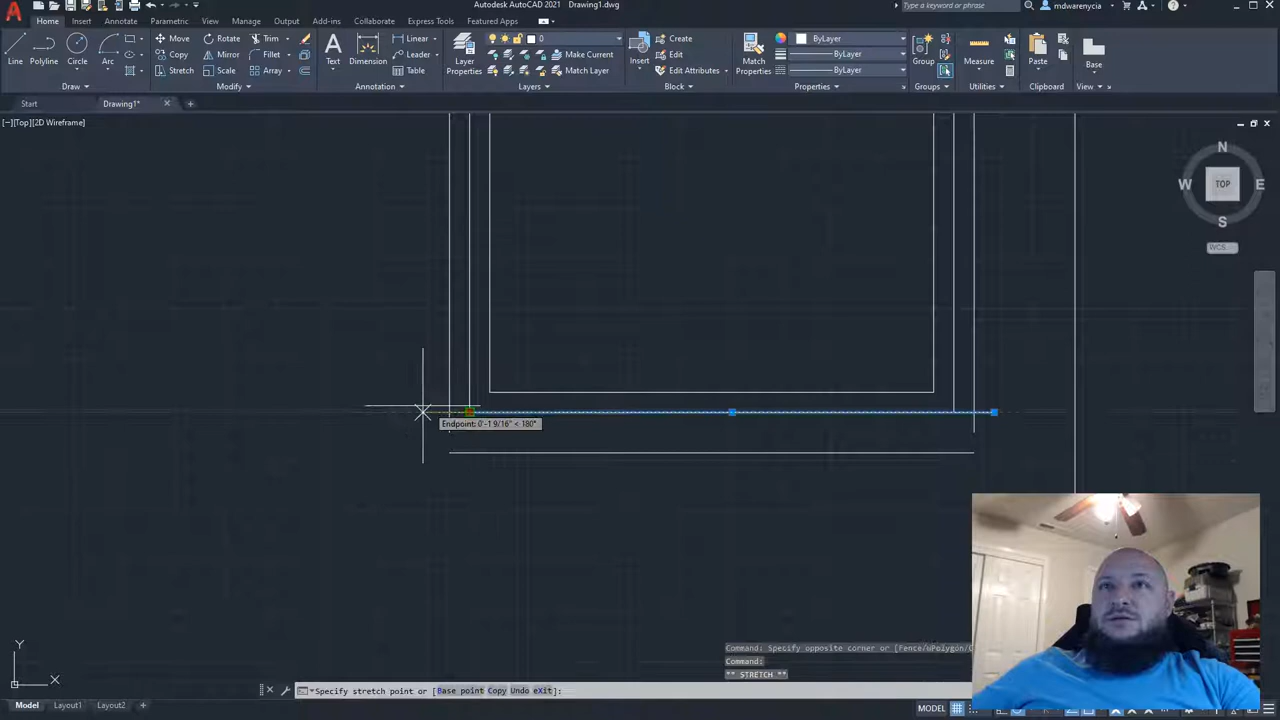 Autodesk AutoCAD 2021 Drawing1.dwg
Type a keyword or phrase
mdwarenycia
Home Insert Annotate Parametric View Manage Output Add-ins Collaborate Express Tools Featured Apps
Line Polyline Circle Arc
Move Rotate Trim
Copy Mirror Fillet
Stretch Scale Array
Text Dimension
Linear
Leader
Table
Layer Properties
0
Make Current
Match Layer
Insert
Create
Edit
Edit Attributes
Match Properties
ByLayer
ByLayer
ByLayer
Group Measure Paste Base
Draw Modify Annotation Layers Block Properties Groups Utilities Clipboard View
Start Drawing1*
[−][Top][2D Wireframe]
N
W TOP E
S
WCS
Endpoint: 0'-1 9/16" < 180°
Y
X
Command: Specify opposite corner or [Fence/WPolygon/C
Command:
** STRETCH **
Specify stretch point or [Base point Copy Undo eXit]:
Model Layout1 Layout2
MODEL